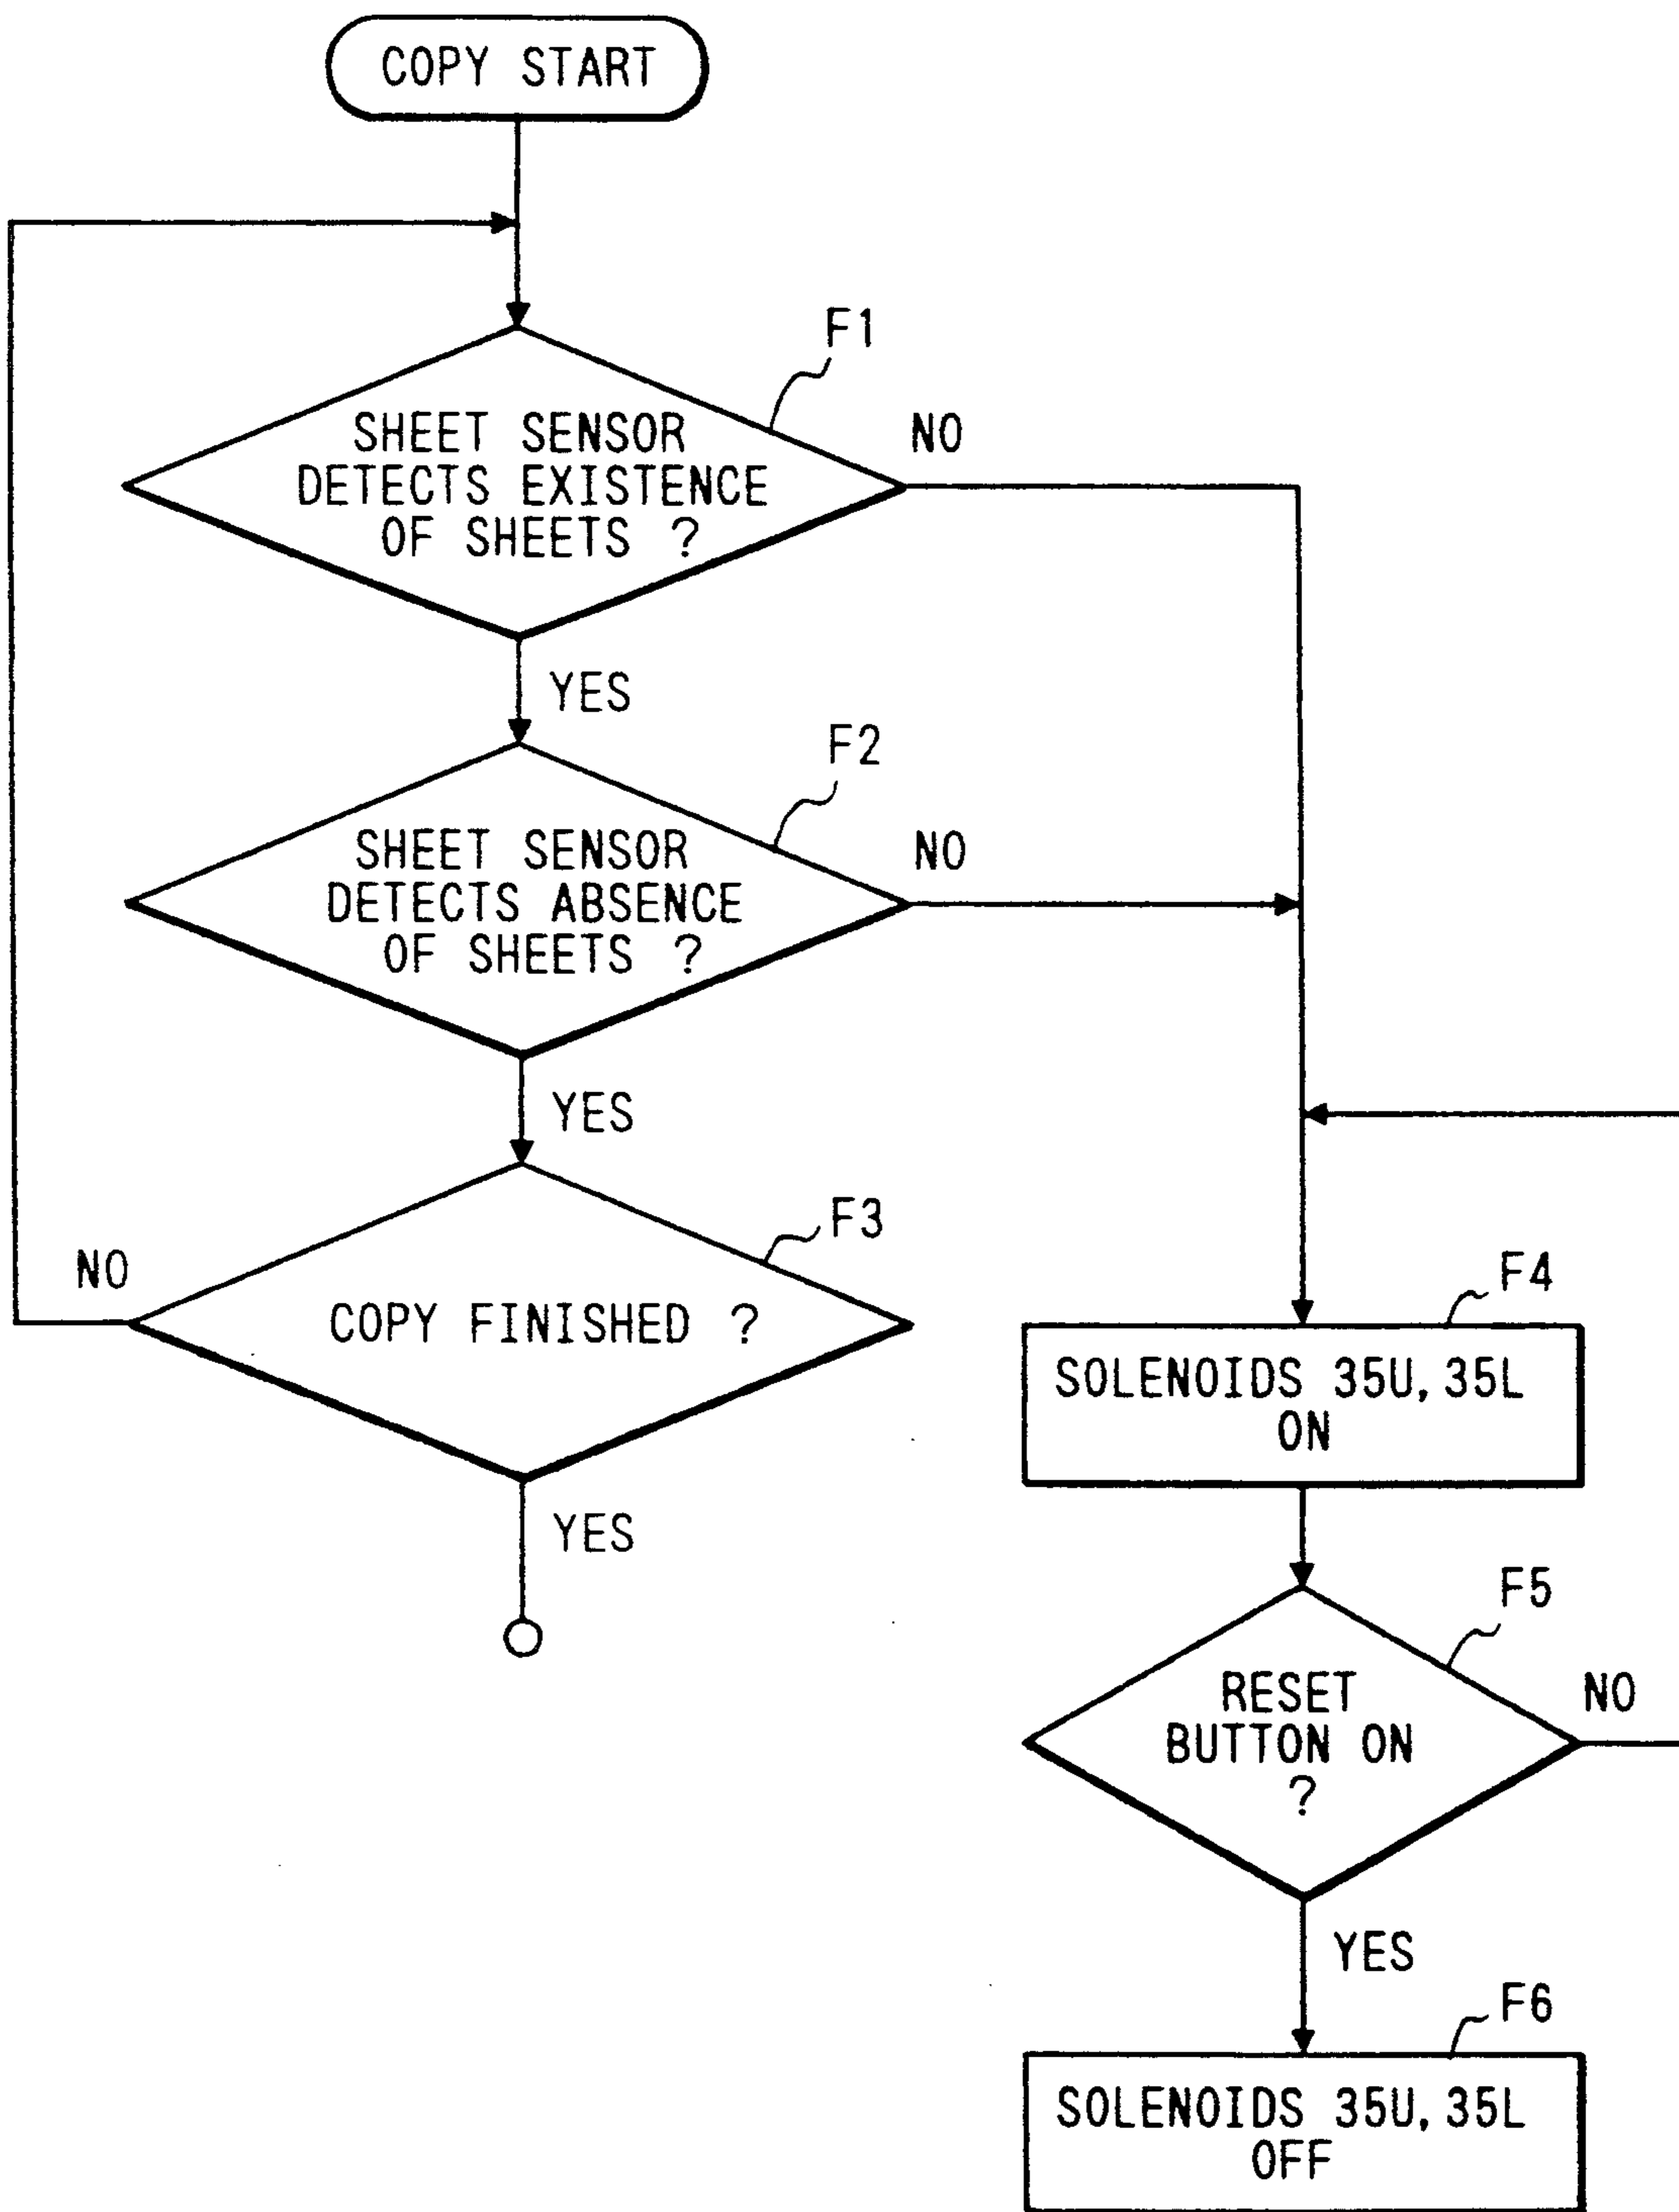 COPY START
F1
SHEET SENSOR
DETECTS EXISTENCE
OF SHEETS ?
NO
YES
F2
SHEET SENSOR
DETECTS ABSENCE
OF SHEETS ?
NO
YES
F3
COPY FINISHED ?
NO
YES
F4
SOLENOIDS 35U, 35L
ON
F5
RESET
BUTTON ON
?
NO
YES
F6
SOLENOIDS 35U, 35L
OFF